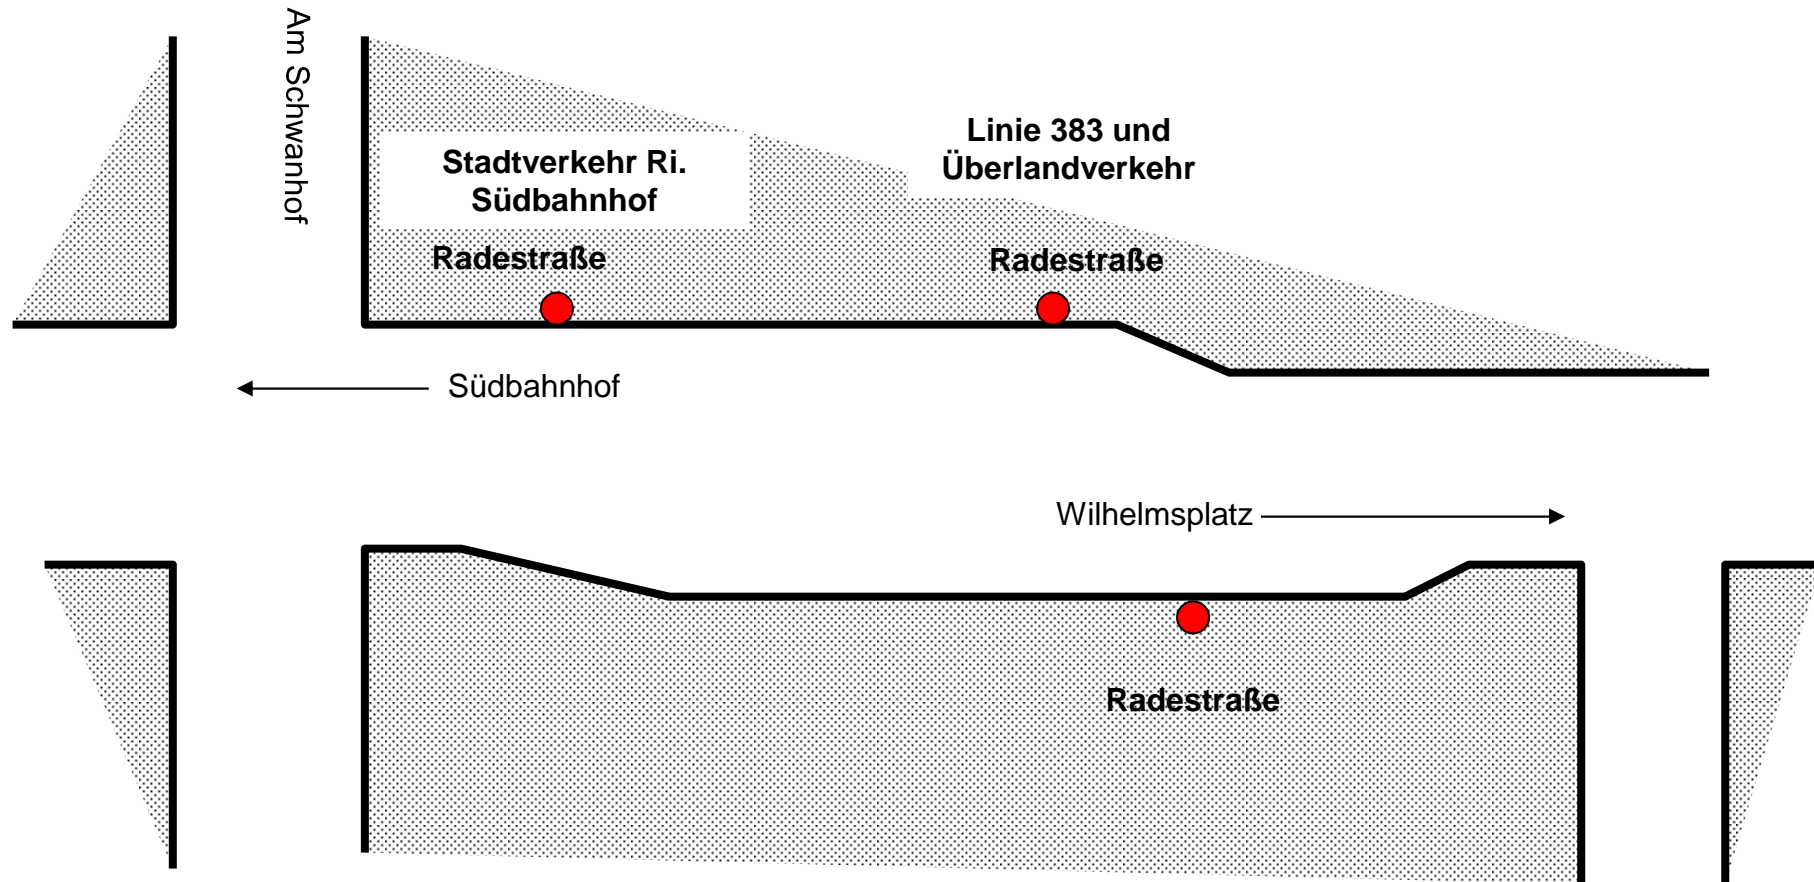 Am Schwanhof
Linie 383 und
Überlandverkehr
Stadtverkehr Ri.
Südbahnhof
Radestraße
Radestraße
Südbahnhof
Wilhelmsplatz
Radestraße